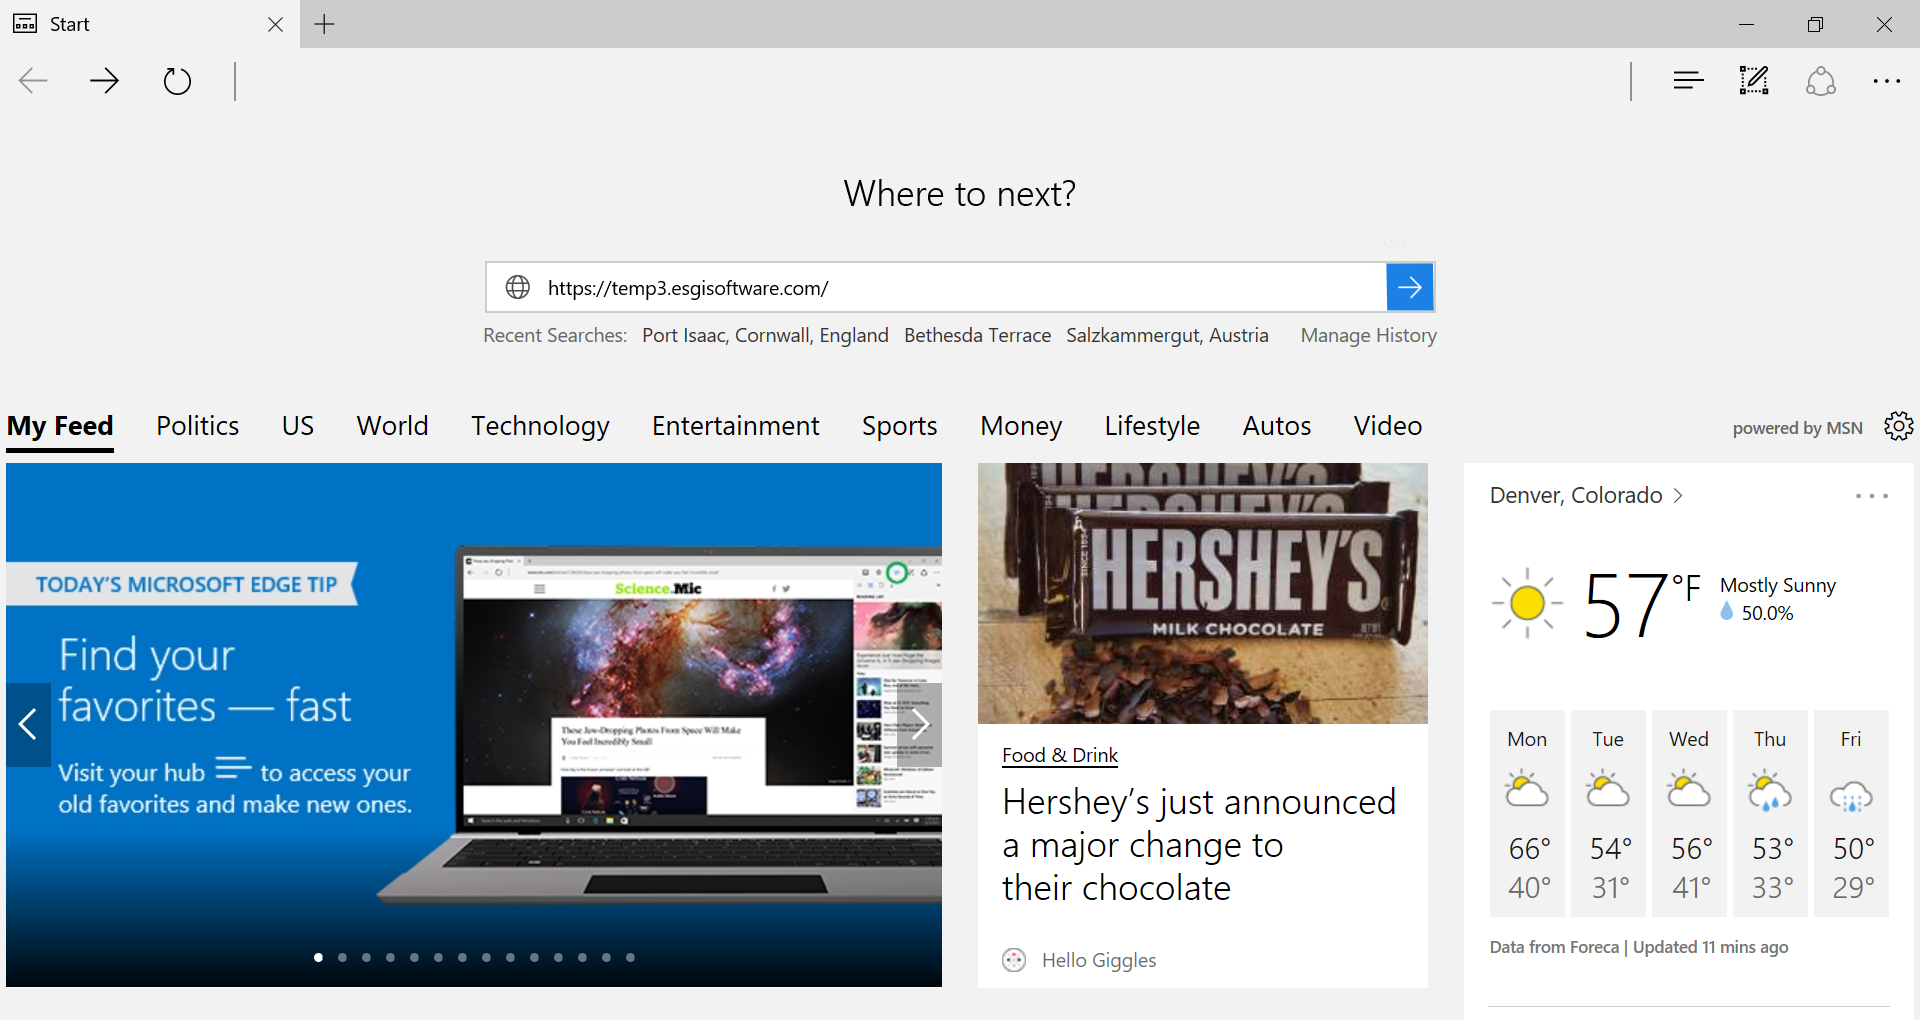 Start
Where to next?
Go
https://temp3.esgisoftware.com/
Recent Searches: Port Isaac, Cornwall, England Bethesda Terrace Salzkammergut, Austria Manage History
My Feed Politics US World Technology Entertainment Sports Money Lifestyle Autos Video powered by MSN
TODAY'S MICROSOFT EDGE TIP
Find your
favorites — fast
Visit your hub to access your
old favorites and make new ones.
Science.Mic
These Jaw-Dropping Photos From Space Will Make
You Feel Incredibly Small
HERSHEY'S
SINCE 1894
HERSHEY'S
MILK CHOCOLATE
Food & Drink
Hershey's just announced
a major change to
their chocolate
Hello Giggles
Denver, Colorado
57°F
Mostly Sunny
50.0%
Mon Tue Wed Thu Fri
66° 54° 56° 53° 50°
40° 31° 41° 33° 29°
Data from Foreca | Updated 11 mins ago